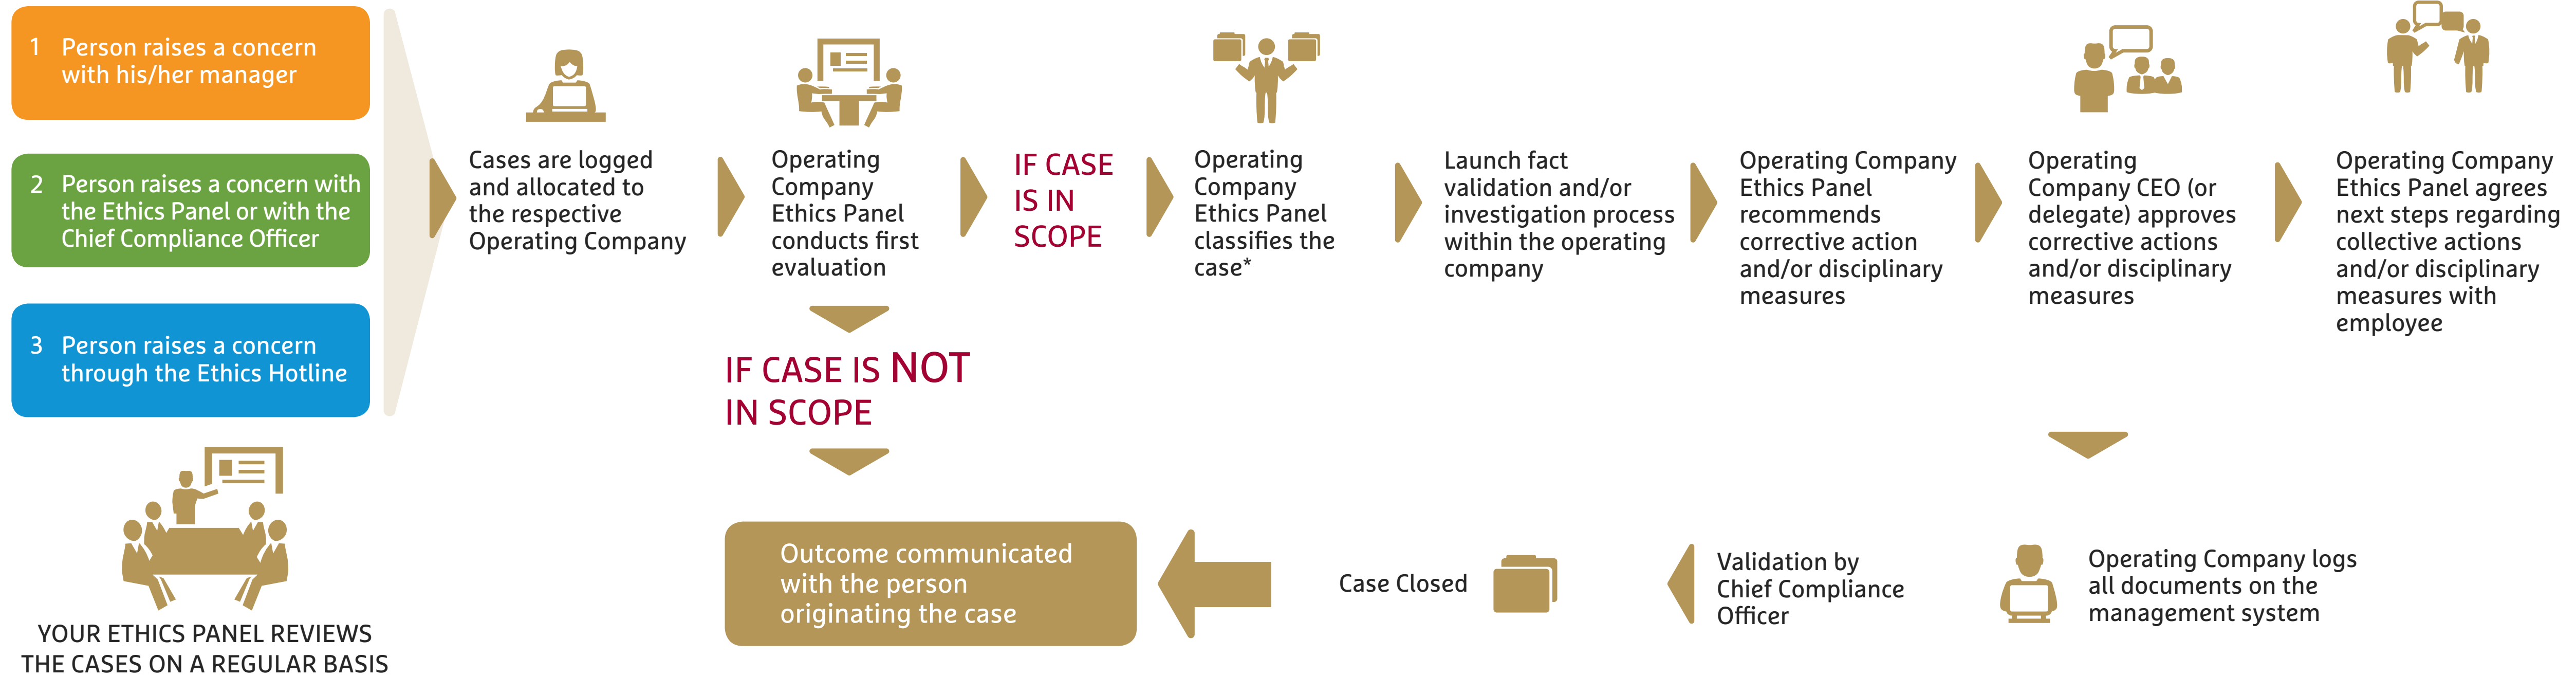 1 Person raises a concern
with his/her manager
2 Person raises a concern with
the Ethics Panel or with the
Chief Compliance Officer
3 Person raises a concern
through the Ethics Hotline
YOUR ETHICS PANEL REVIEWS
THE CASES ON A REGULAR BASIS
Cases are logged
and allocated to
the respective
Operating Company
Operating
Company
Ethics Panel
conducts first
evaluation
IF CASE
IS IN
SCOPE
Operating
Company
Ethics Panel
classifies the
case*
Launch fact
validation and/or
investigation process
within the operating
company
Operating Company
Ethics Panel
recommends
corrective action
and/or disciplinary
measures
Operating
Company CEO (or
delegate) approves
corrective actions
and/or disciplinary
measures
Operating Company
Ethics Panel agrees
next steps regarding
collective actions
and/or disciplinary
measures with
employee
IF CASE IS NOT
IN SCOPE
Operating Company logs
all documents on the
management system
Validation by
Chief Compliance
Officer
Case Closed
Outcome communicated
with the person
originating the case